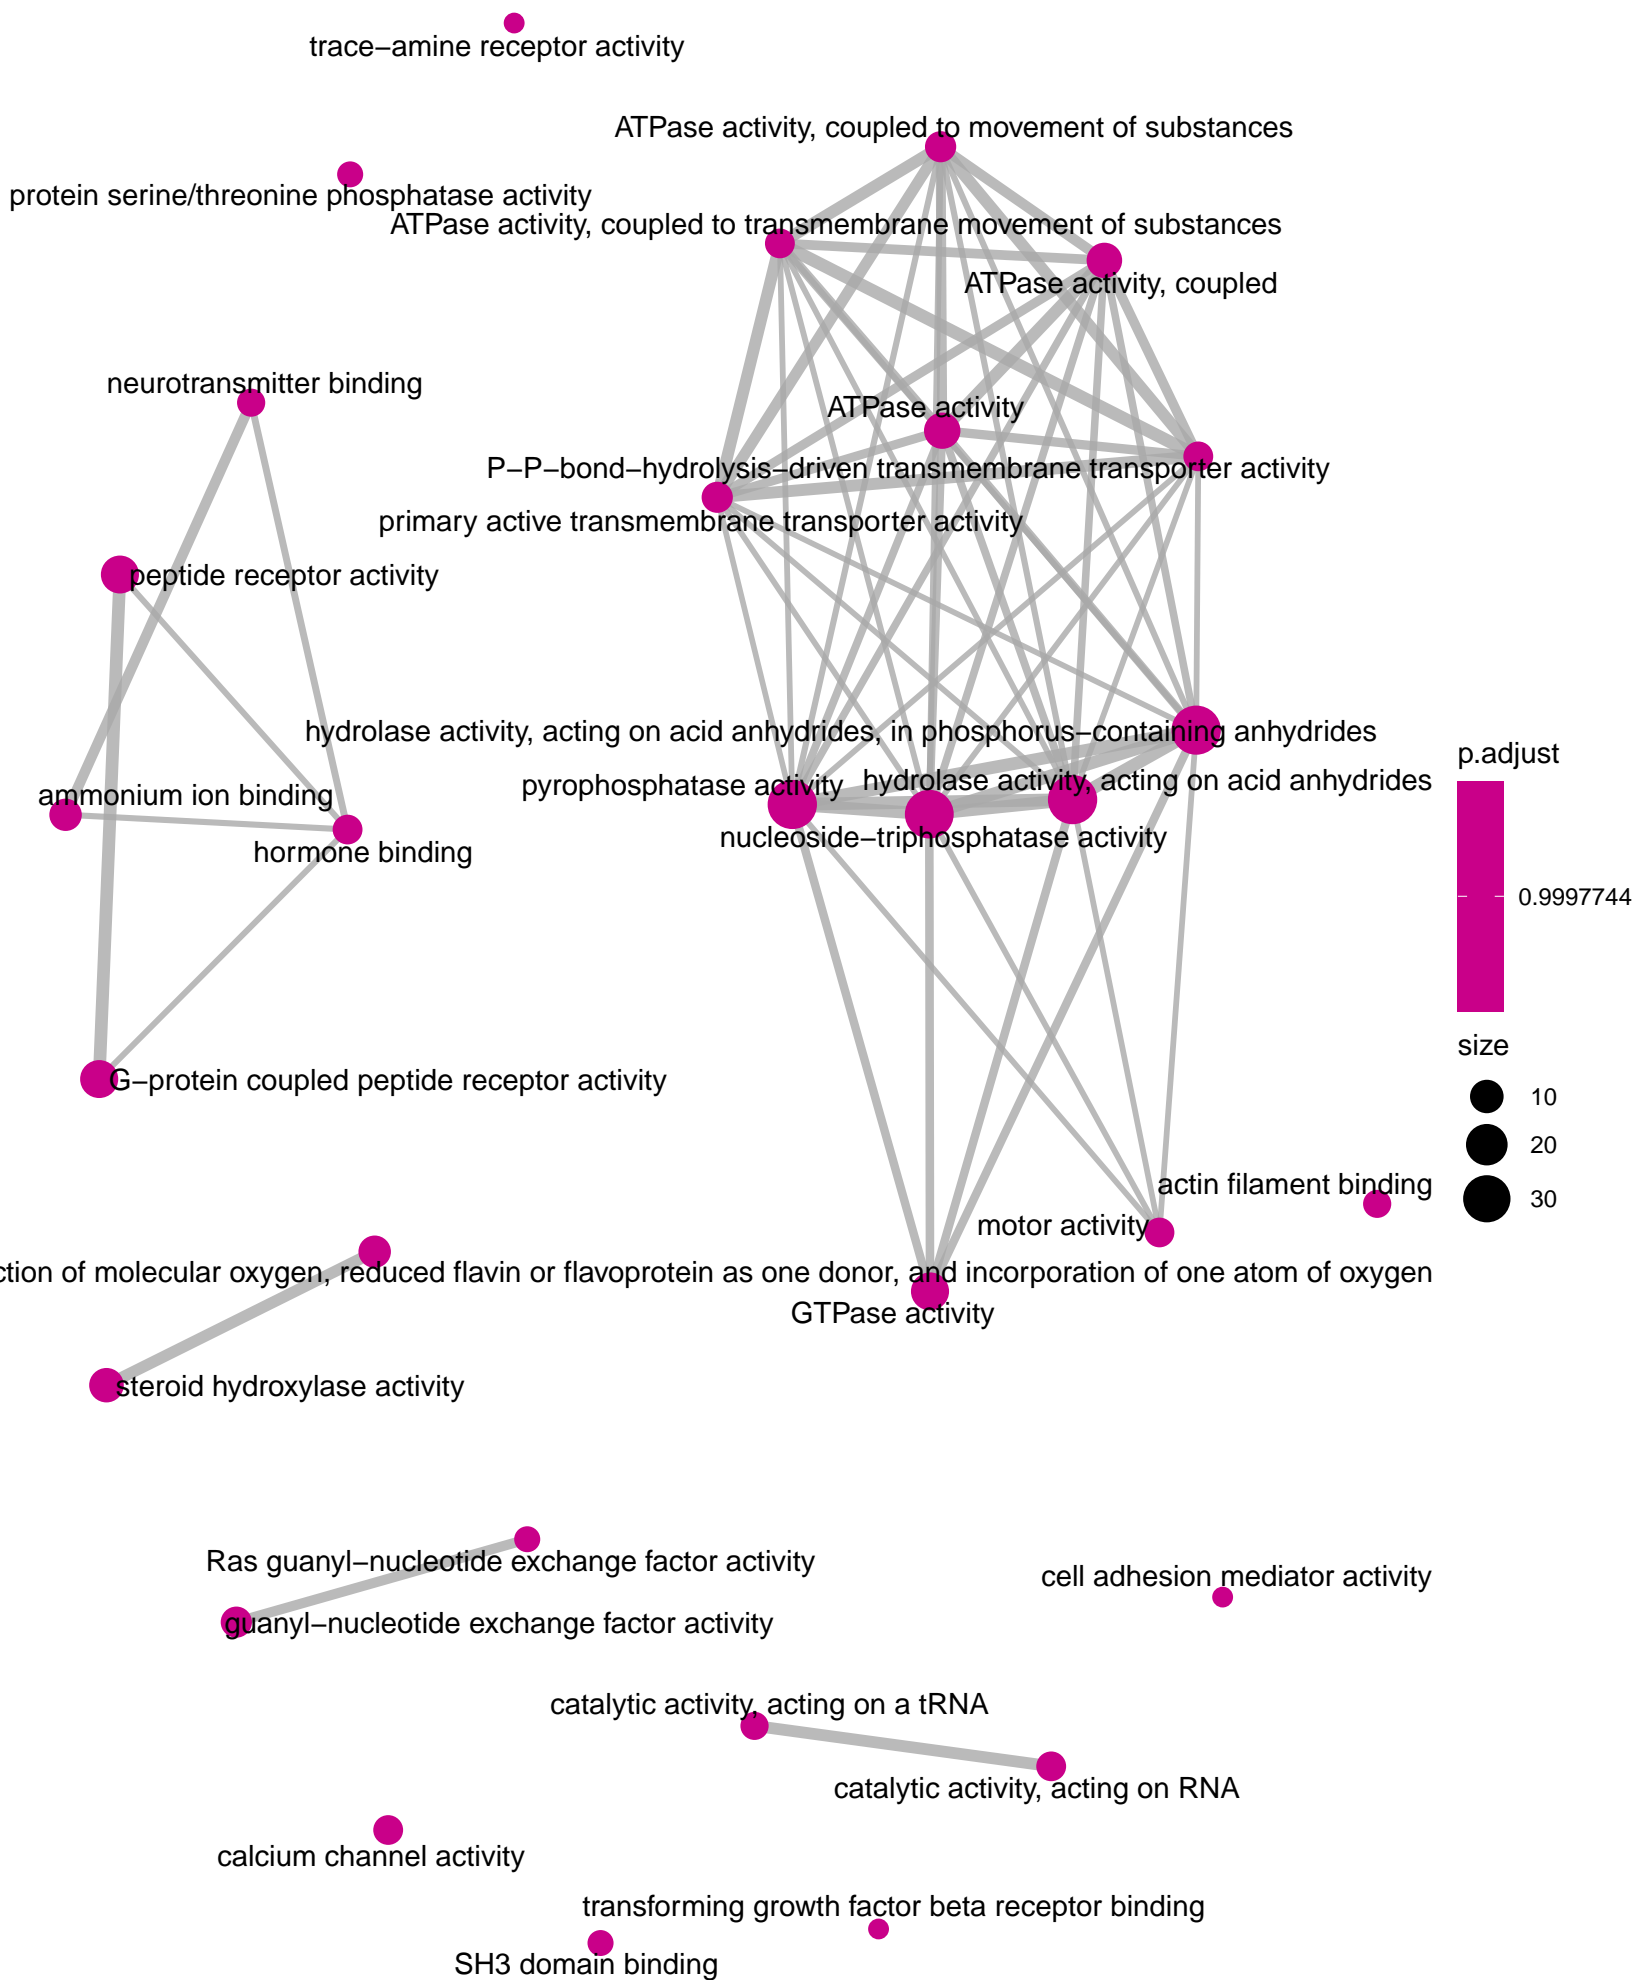 trace−amine receptor activity
ATPase activity, coupled to movement of substances
protein serine/threonine phosphatase activity
ATPase activity, coupled to transmembrane movement of substances
ATPase activity, coupled
neurotransmitter binding
ATPase activity
P−P−bond−hydrolysis−driven transmembrane transporter activity
primary active transmembrane transporter activity
peptide receptor activity
hydrolase activity, acting on acid anhydrides, in phosphorus−containing anhydrides
pyrophosphatase activity
hydrolase activity, acting on acid anhydrides
ammonium ion binding
nucleoside−triphosphatase activity
hormone binding
G−protein coupled peptide receptor activity
actin filament binding
motor activity
ction of molecular oxygen, reduced flavin or flavoprotein as one donor, and incorporation of one atom of oxygen
GTPase activity
steroid hydroxylase activity
Ras guanyl−nucleotide exchange factor activity
cell adhesion mediator activity
guanyl−nucleotide exchange factor activity
catalytic activity, acting on a tRNA
catalytic activity, acting on RNA
calcium channel activity
transforming growth factor beta receptor binding
SH3 domain binding
p.adjust
0.9997744
size
10
20
30